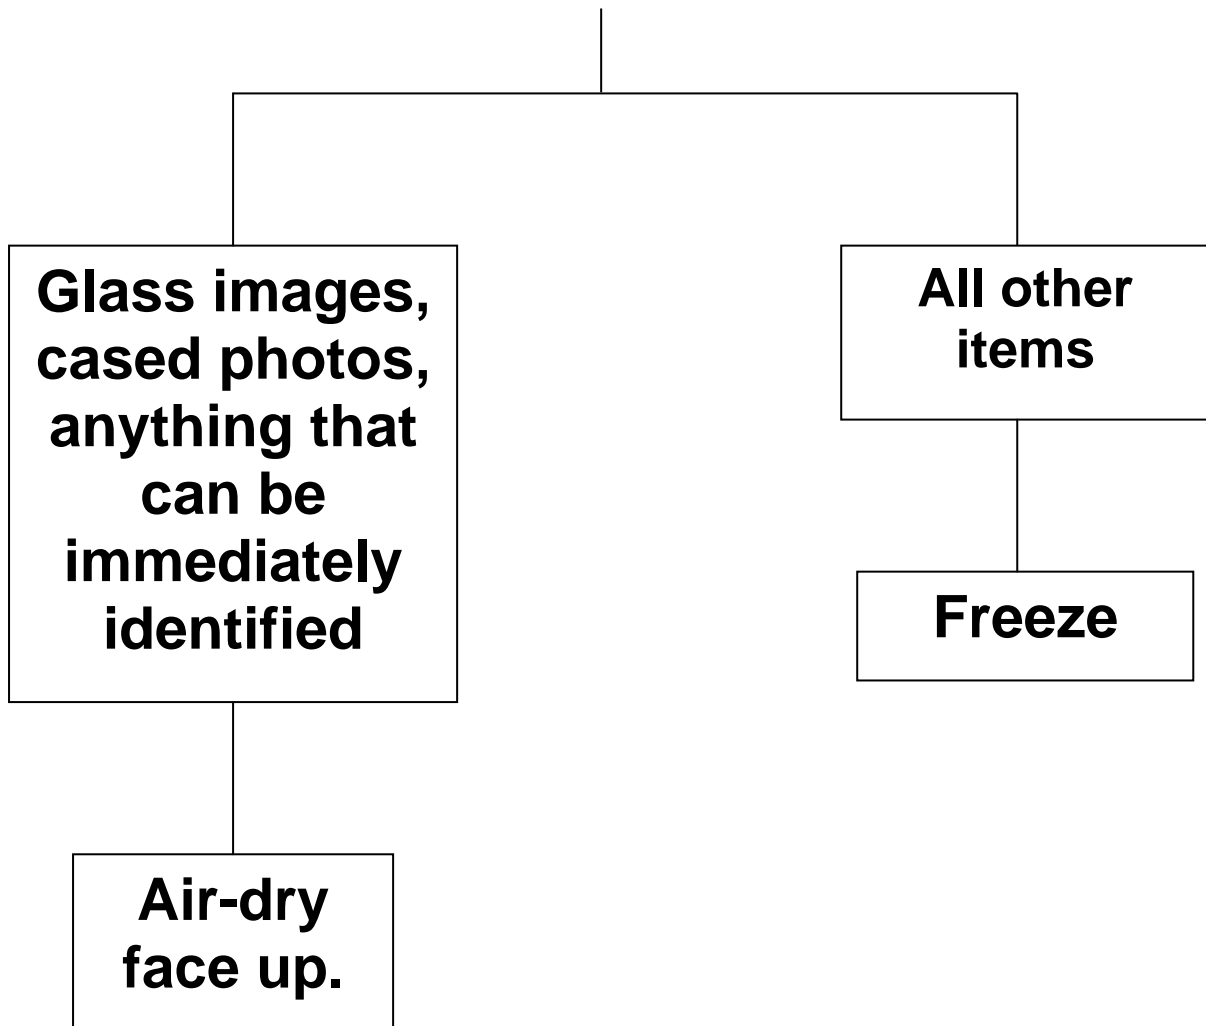 Glass images,
cased photos,
anything that
can be
immediately
identified
All other
items
Freeze
Air-dry
face up.